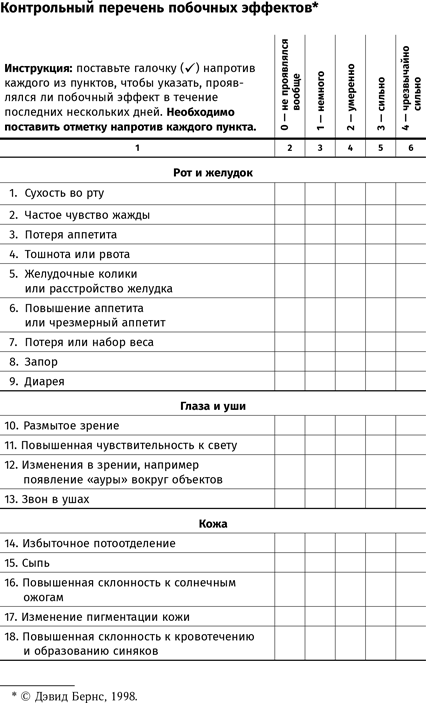 Контрольный перечень побочных эффектов*
Инструкция: поставьте галочку (✓) напротив
каждого из пунктов, чтобы указать, прояв-
лялся ли побочный эффект в течение
последних нескольких дней. Необходимо
поставить отметку напротив каждого пункта.
0 — не проявлялся
вообще
1 — немного
2 — умеренно
3 — сильно
4 — чрезвычайно
сильно
1 2 3 4 5 6
Рот и желудок
1. Сухость во рту
2. Частое чувство жажды
3. Потеря аппетита
4. Тошнота или рвота
5. Желудочные колики
или расстройство желудка
6. Повышение аппетита
или чрезмерный аппетит
7. Потеря или набор веса
8. Запор
9. Диарея
Глаза и уши
10. Размытое зрение
11. Повышенная чувствительность к свету
12. Изменения в зрении, например
появление «ауры» вокруг объектов
13. Звон в ушах
Кожа
14. Избыточное потоотделение
15. Сыпь
16. Повышенная склонность к солнечным
ожогам
17. Изменение пигментации кожи
18. Повышенная склонность к кровотечению
и образованию синяков
* © Дэвид Бернс, 1998.